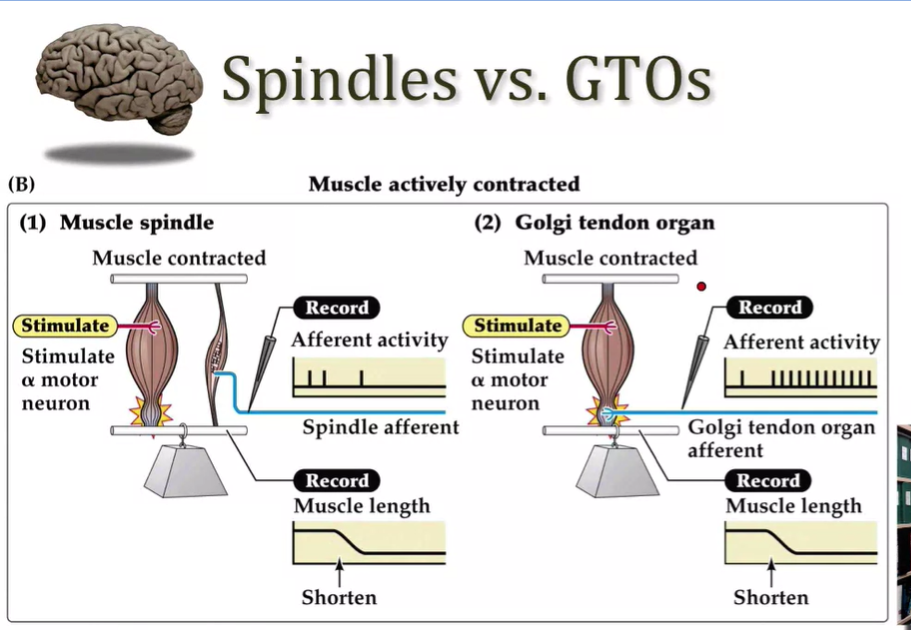 Spindles vs. GTOs
(B)
Muscle actively contracted
(1) Muscle spindle
Muscle contracted
Stimulate
Stimulate
α motor
neuron
Record
Afferent activity
Spindle afferent
Record
Muscle length
Shorten
(2) Golgi tendon organ
Muscle contracted
Stimulate
Stimulate
α motor
neuron
Record
Afferent activity
Golgi tendon organ
afferent
Record
Muscle length
Shorten